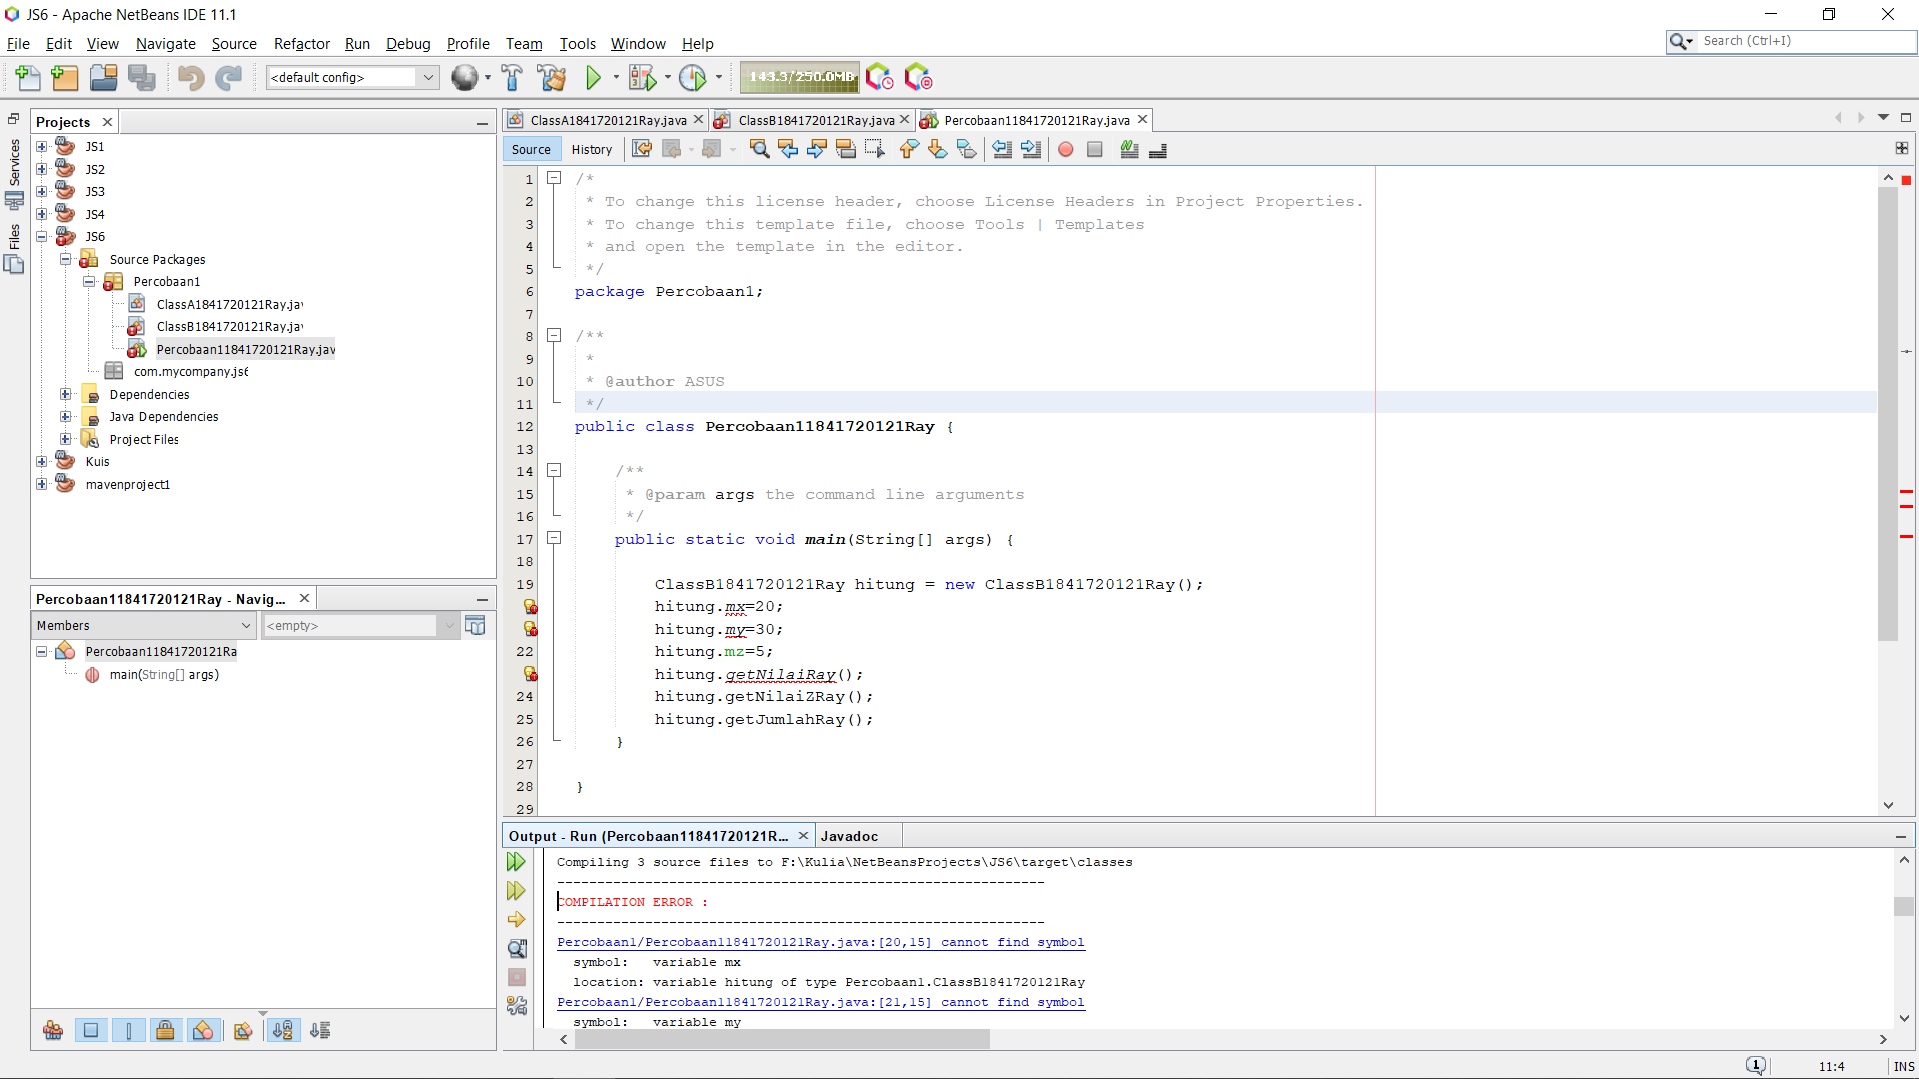 JS6 - Apache NetBeans IDE 11.1
File Edit View Navigate Source Refactor Run Debug Profile Team Tools Window Help
Search (Ctrl+I)
<default config>
143.3/250.0MB
Services
Files
Projects
JS1
JS2
JS3
JS4
JS6
Source Packages
Percobaan1
ClassA1841720121Ray.jav
ClassB1841720121Ray.jav
Percobaan11841720121Ray.jav
com.mycompany.js6
Dependencies
Java Dependencies
Project Files
Kuis
mavenproject1
Percobaan11841720121Ray - Navig...
Members
<empty>
Percobaan11841720121Ra
main(String[] args)
ClassA1841720121Ray.java
ClassB1841720121Ray.java
Percobaan11841720121Ray.java
Source
History
1 /*
2 * To change this license header, choose License Headers in Project Properties.
3 * To change this template file, choose Tools | Templates
4 * and open the template in the editor.
5 */
6 package Percobaan1;
7
8 /**
9 *
10 * @author ASUS
11 */
12 public class Percobaan11841720121Ray {
13
14 /**
15 * @param args the command line arguments
16 */
17 public static void main(String[] args) {
18
19 ClassB1841720121Ray hitung = new ClassB1841720121Ray();
hitung.mx=20;
hitung.my=30;
22 hitung.mz=5;
hitung.getNilaiRay();
24 hitung.getNilaiZRay();
25 hitung.getJumlahRay();
26 }
27
28 }
29
Output - Run (Percobaan11841720121R...
Javadoc
Compiling 3 source files to F:\Kulia\NetBeansProjects\JS6\target\classes
-------------------------------------------------------------
COMPILATION ERROR :
-------------------------------------------------------------
Percobaan1/Percobaan11841720121Ray.java:[20,15] cannot find symbol
symbol: variable mx
location: variable hitung of type Percobaan1.ClassB1841720121Ray
Percobaan1/Percobaan11841720121Ray.java:[21,15] cannot find symbol
symbol: variable my
1
11:4
INS